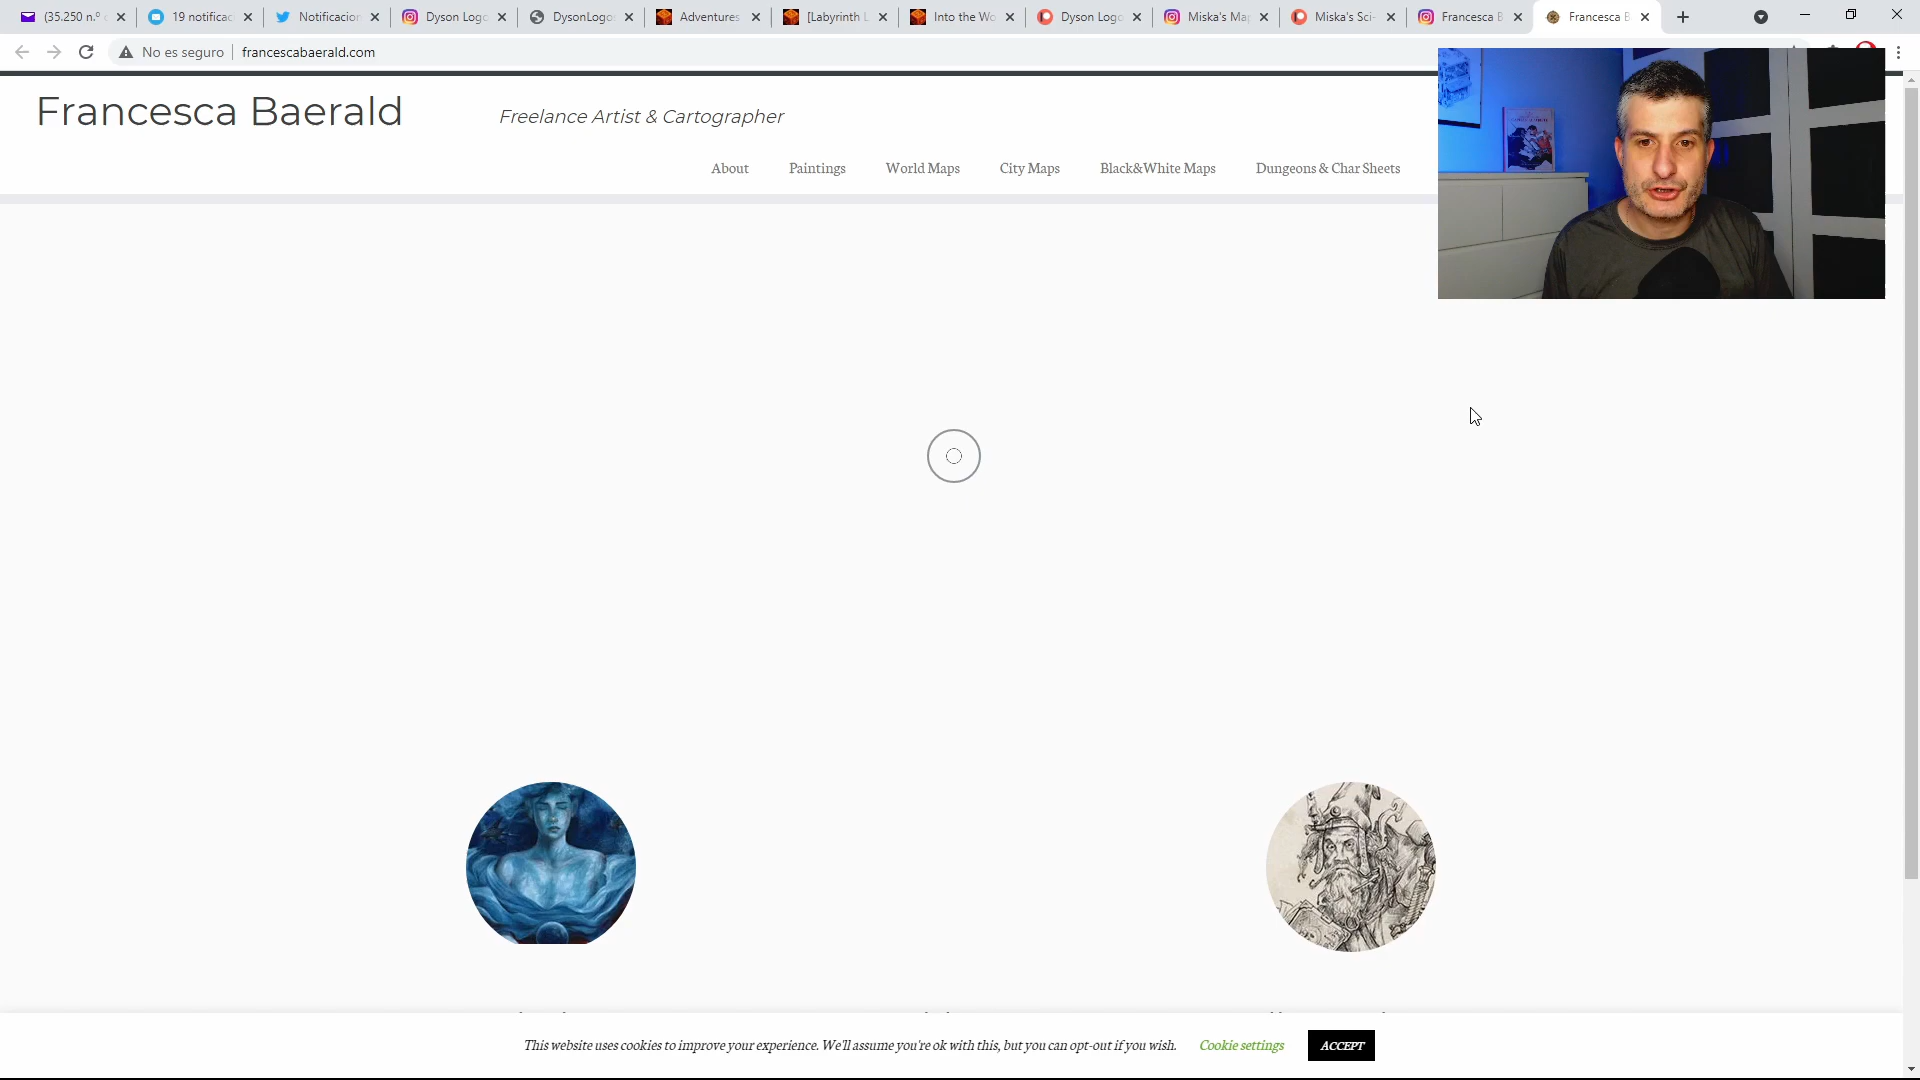 (35.250 n.º
19 notificac
Notificacion
Dyson Logo
DysonLogo
Adventures
[Labyrinth L
Into the Wo
Dyson Logo
Miska's Map
Miska's Sci-
Francesca B
Francesca B
No es seguro
francescabaerald.com
Francesca Baerald
Freelance Artist & Cartographer
About
Paintings
World Maps
City Maps
Black&White Maps
Dungeons & Char Sheets
This website uses cookies to improve your experience. We'll assume you're ok with this, but you can opt-out if you wish.
Cookie settings
ACCEPT